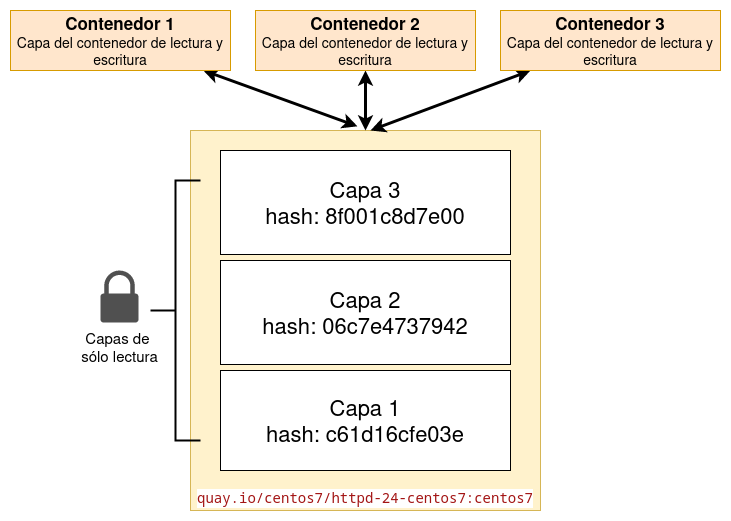 Contenedor 1
Capa del contenedor de lectura y
escritura
Contenedor 2
Capa del contenedor de lectura y
escritura
Contenedor 3
Capa del contenedor de lectura y
escritura
Capa 3
hash: 8f001c8d7e00
Capa 2
hash: 06c7e4737942
Capas de
sólo lectura
Capa 1
hash: c61d16cfe03e
quay.io/centos7/httpd-24-centos7:centos7